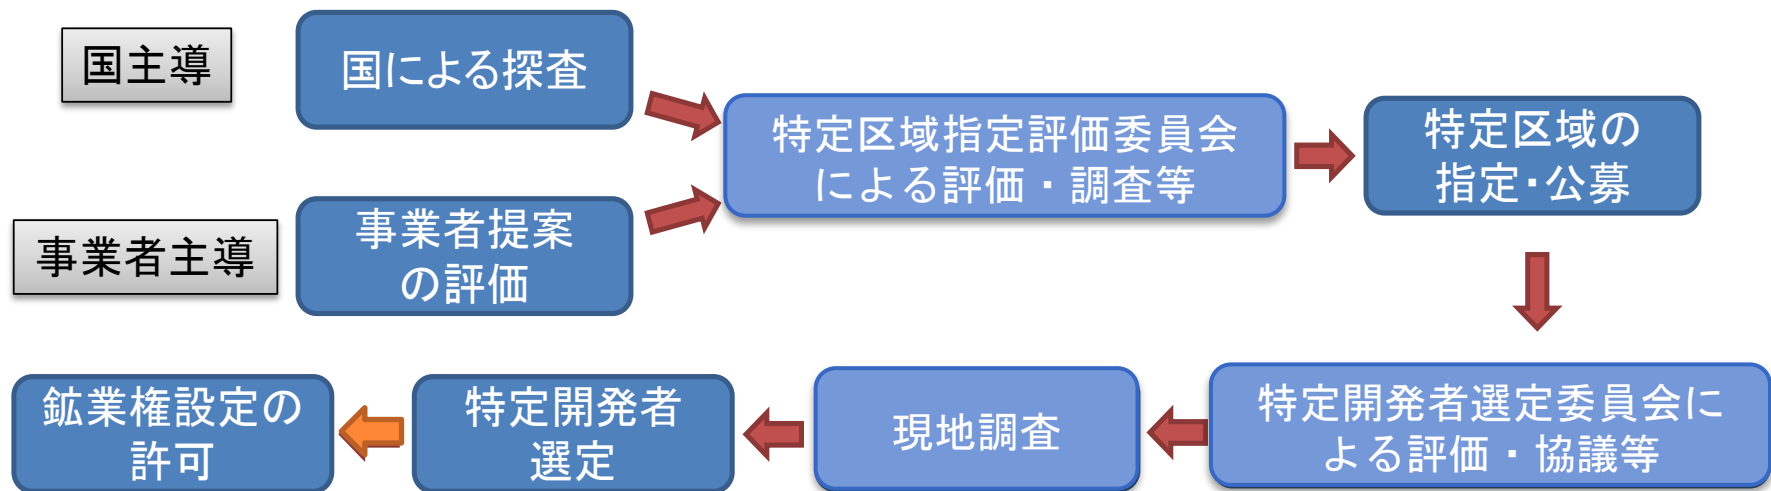 国主導
国による探査
特定区域指定評価委員会
による評価・調査等
特定区域の
指定・公募
事業者主導
事業者提案
の評価
特定開発者選定委員会に
よる評価・協議等
現地調査
特定開発者
選定
鉱業権設定の
許可